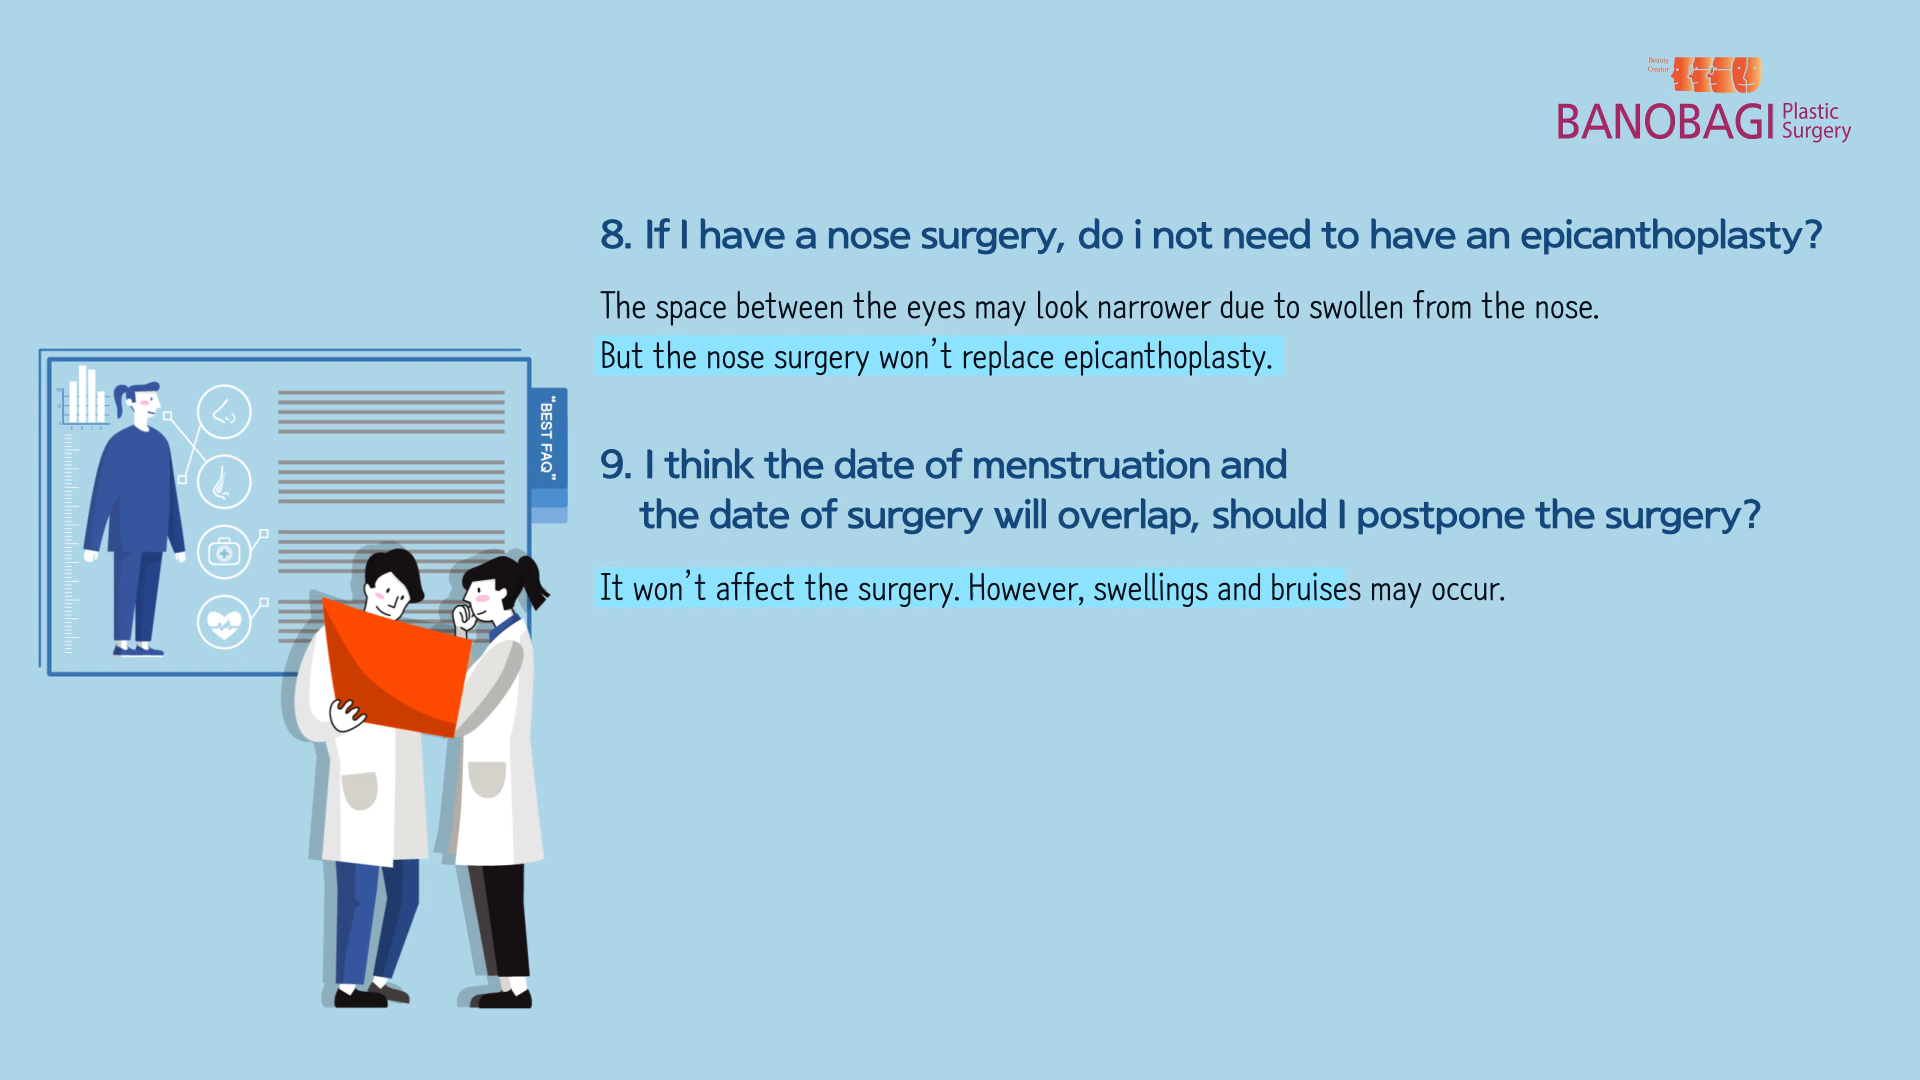 Beauty
Creator
BANOBAGI Plastic
Surgery
8. If I have a nose surgery, do i not need to have an epicanthoplasty?
The space between the eyes may look narrower due to swollen from the nose.
But the nose surgery won't replace epicanthoplasty.
"BEST FAQ"
9. I think the date of menstruation and
the date of surgery will overlap, should I postpone the surgery?
It won't affect the surgery. However, swellings and bruises may occur.